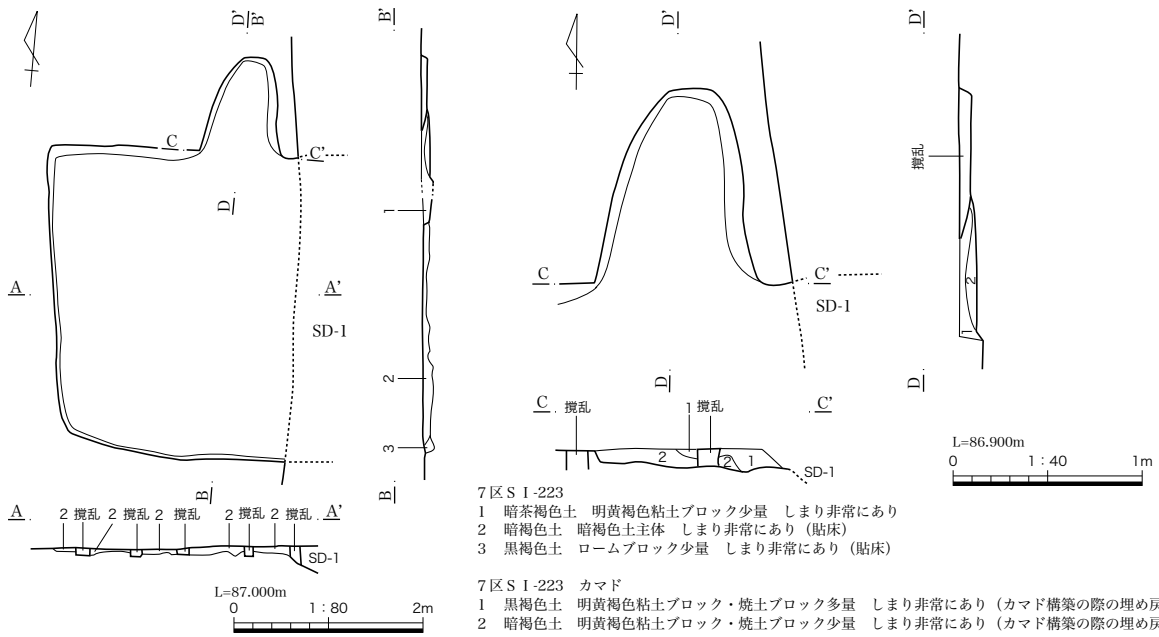 D' B'
B'
D'
D'
C
C'
D
1
A
A'
SD-1
2
3
B
B
A 2 撹乱 2 撹乱 2 撹乱 2 撹乱 2 撹乱 A'
SD-1
L=87.000m
0 1：80 2m
撹乱
C
C'
SD-1
2
1
D
D
C 撹乱 1 撹乱 C'
2 2 1
SD-1
L=86.900m
0 1：40 1m
7区ＳＩ-223
1 暗茶褐色土 明黄褐色粘土ブロック少量 しまり非常にあり
2 暗褐色土 暗褐色土主体 しまり非常にあり（貼床）
3 黒褐色土 ロームブロック少量 しまり非常にあり（貼床）
7区ＳＩ-223 カマド
1 黒褐色土 明黄褐色粘土ブロック・焼土ブロック多量 しまり非常にあり（カマド構築の際の埋め戻
2 暗褐色土 明黄褐色粘土ブロック・焼土ブロック少量 しまり非常にあり（カマド構築の際の埋め戻